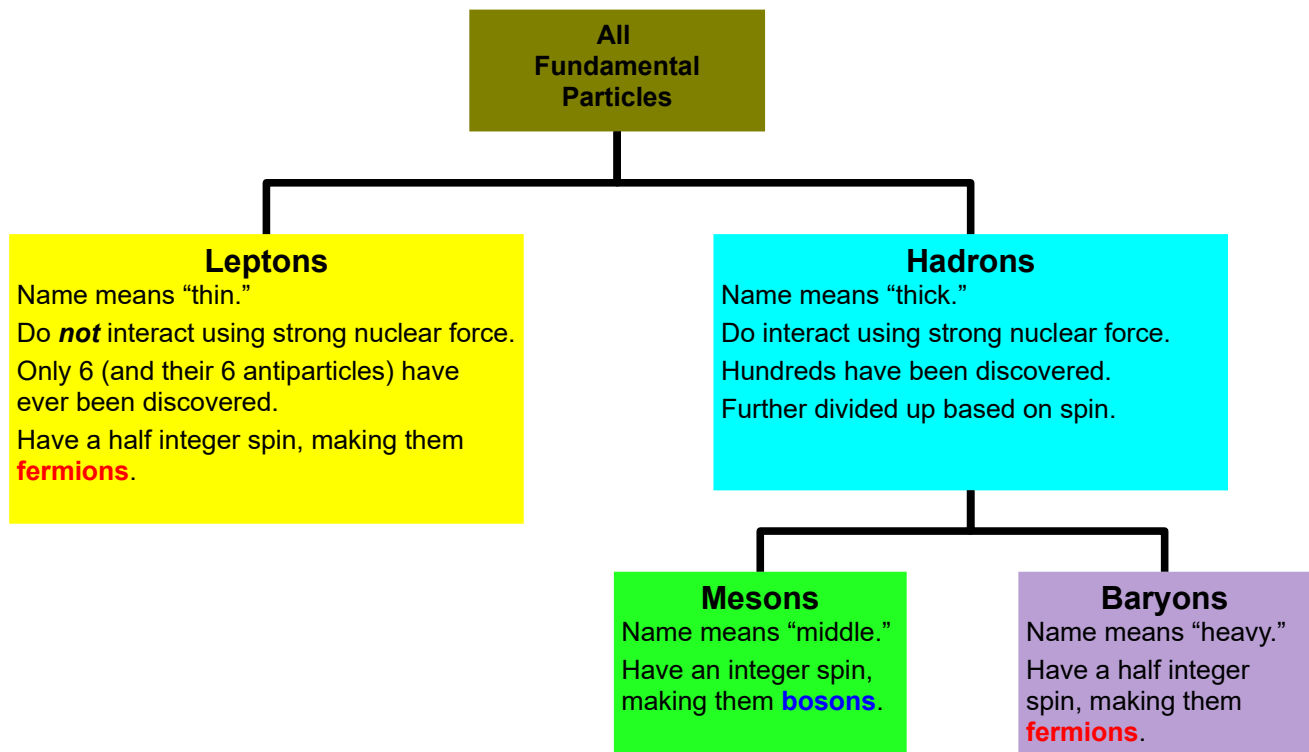 All
Fundamental
Particles
Leptons
Name means “thin.”
Do not interact using strong nuclear force.
Only 6 (and their 6 antiparticles) have
ever been discovered.
Have a half integer spin, making them
fermions.
Hadrons
Name means “thick.”
Do interact using strong nuclear force.
Hundreds have been discovered.
Further divided up based on spin.
Mesons
Name means “middle.”
Have an integer spin,
making them bosons.
Baryons
Name means “heavy.”
Have a half integer
spin, making them
fermions.